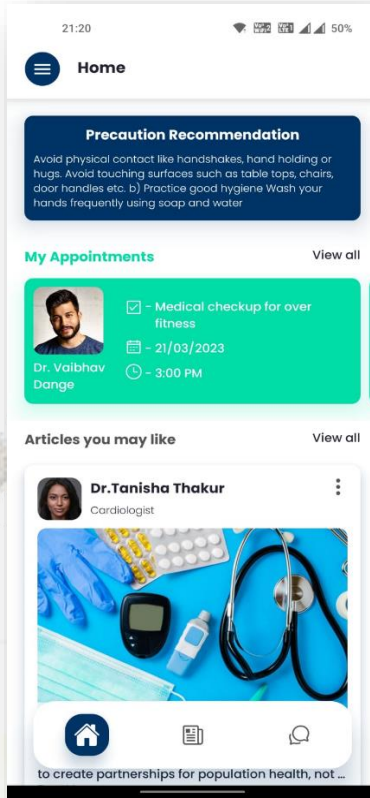 21:20
50%
Home
Precaution Recommendation
Avoid physical contact like handshakes, hand holding or
hugs. Avoid touching surfaces such as table tops, chairs,
door handles etc. b) Practice good hygiene Wash your
hands frequently using soap and water
My Appointments
View all
- Medical checkup for over
fitness
- 21/03/2023
- 3:00 PM
Dr. Vaibhav
Dange
Articles you may like
View all
Dr.Tanisha Thakur
Cardiologist
to create partnerships for population health, not ...